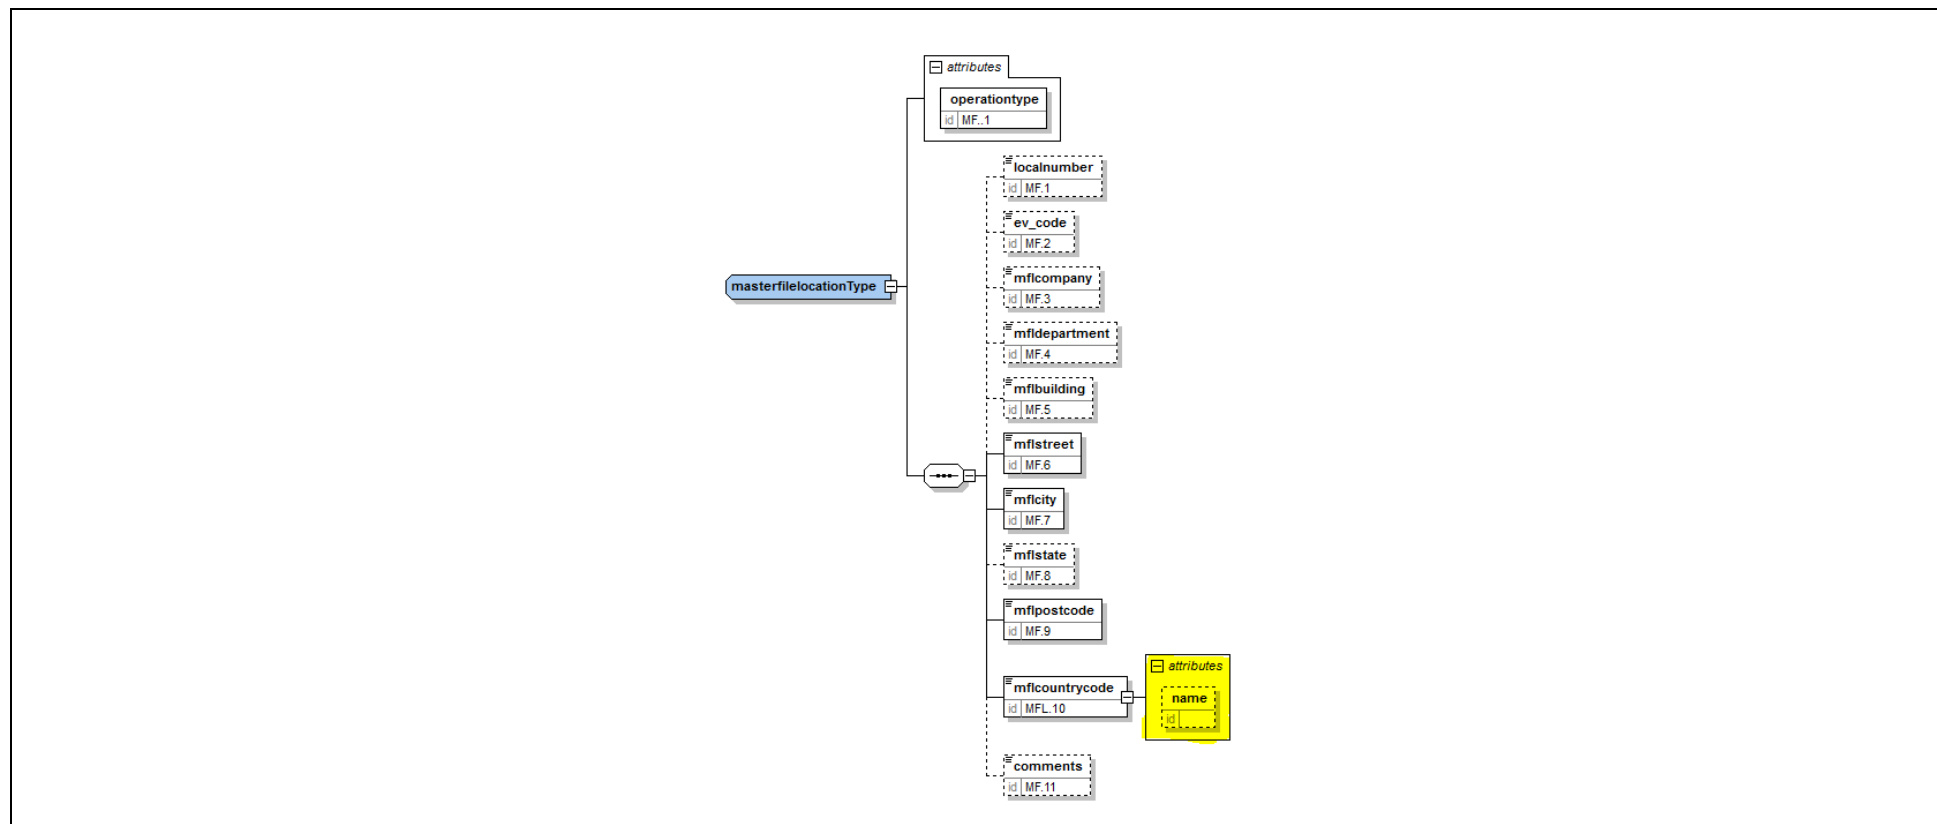 attributes
operationtype
id MF..1
localnumber
id MF.1
ev_code
id MF.2
masterfilelocationType
mflcompany
id MF.3
mfldepartment
id MF.4
mflbuilding
id MF.5
mflstreet
id MF.6
mflcity
id MF.7
mflstate
id MF.8
mflpostcode
id MF.9
mflcountrycode
id MFL.10
attributes
name
id
comments
id MF.11